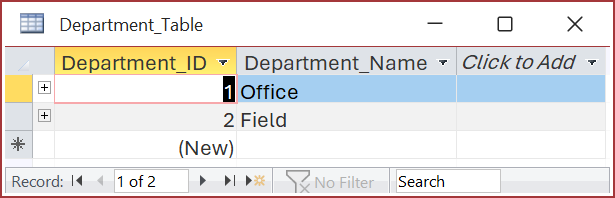 Department_Table
Department_ID Department_Name Click to Add
1 Office
2 Field
(New)
Record: 1 of 2 No Filter Search